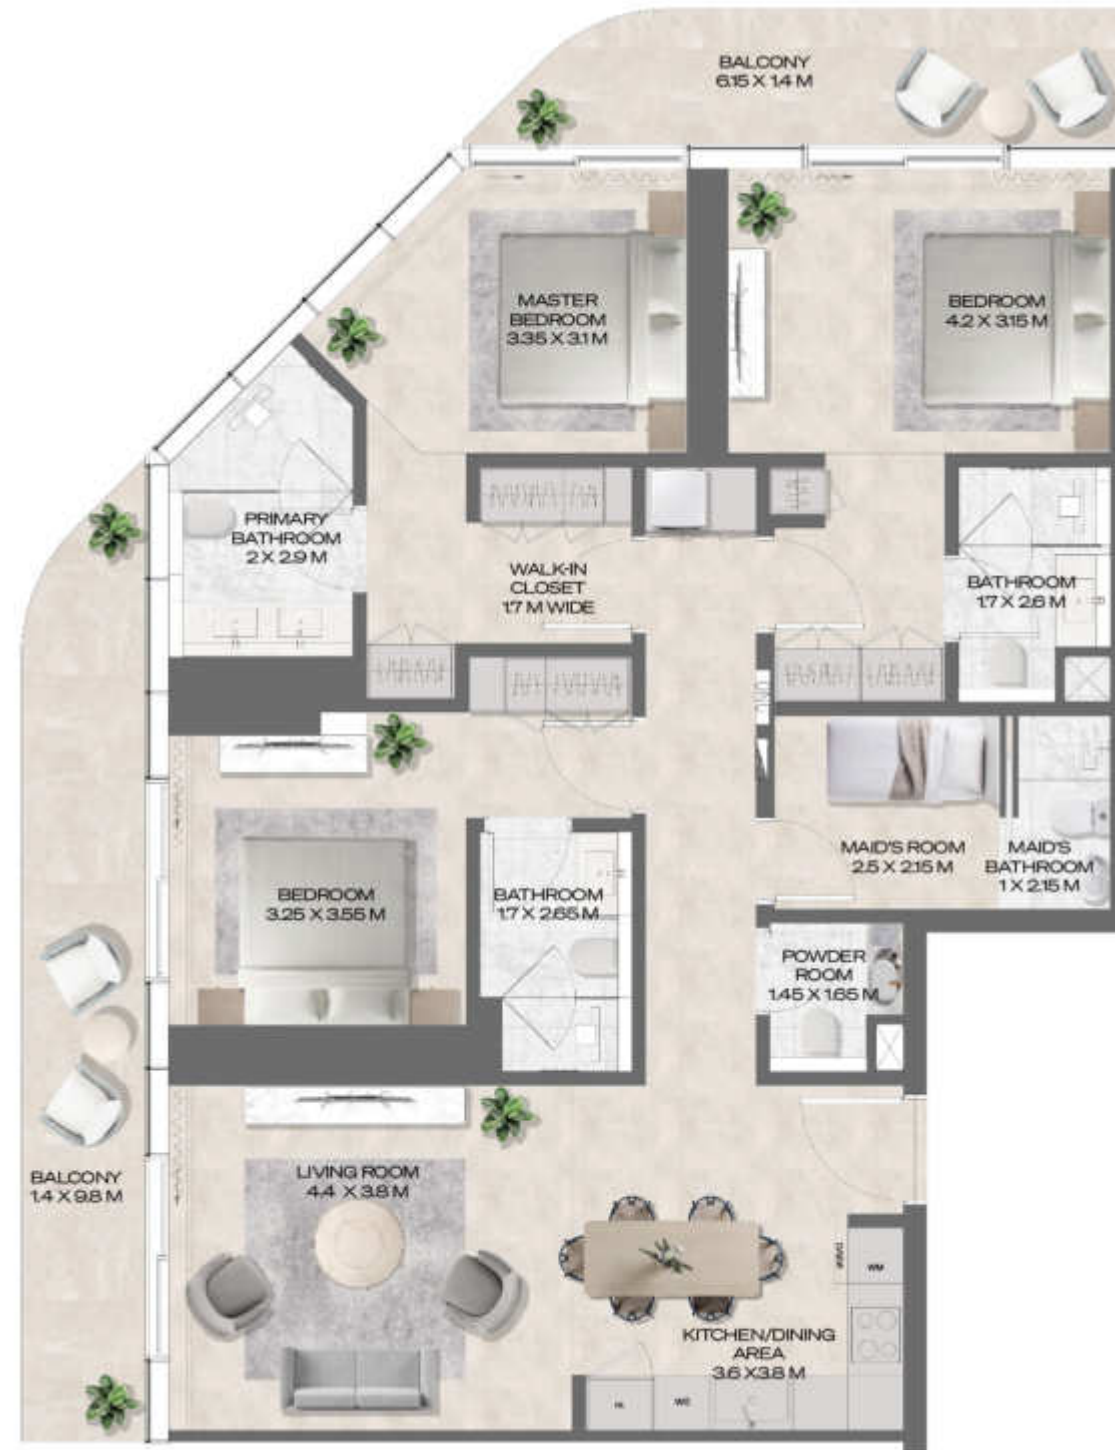 BALCONY
6.15 X 1.4 M
MASTER
BEDROOM
3.35 X 3.1 M
BEDROOM
4.2 X 3.15 M
PRIMARY
BATHROOM
2 X 2.9 M
WALK-IN
CLOSET
1.7 M WIDE
BATHROOM
1.7 X 2.6 M
MAID'S ROOM
2.5 X 2.15 M
MAID'S
BATHROOM
1 X 2.15 M
BEDROOM
3.25 X 3.55 M
BATHROOM
1.7 X 2.65 M
POWDER
ROOM
1.45 X 1.65 M
BALCONY
1.4 X 9.8 M
LIVING ROOM
4.4 X 3.8 M
WM
KITCHEN/DINING
AREA
3.6 X 3.8 M